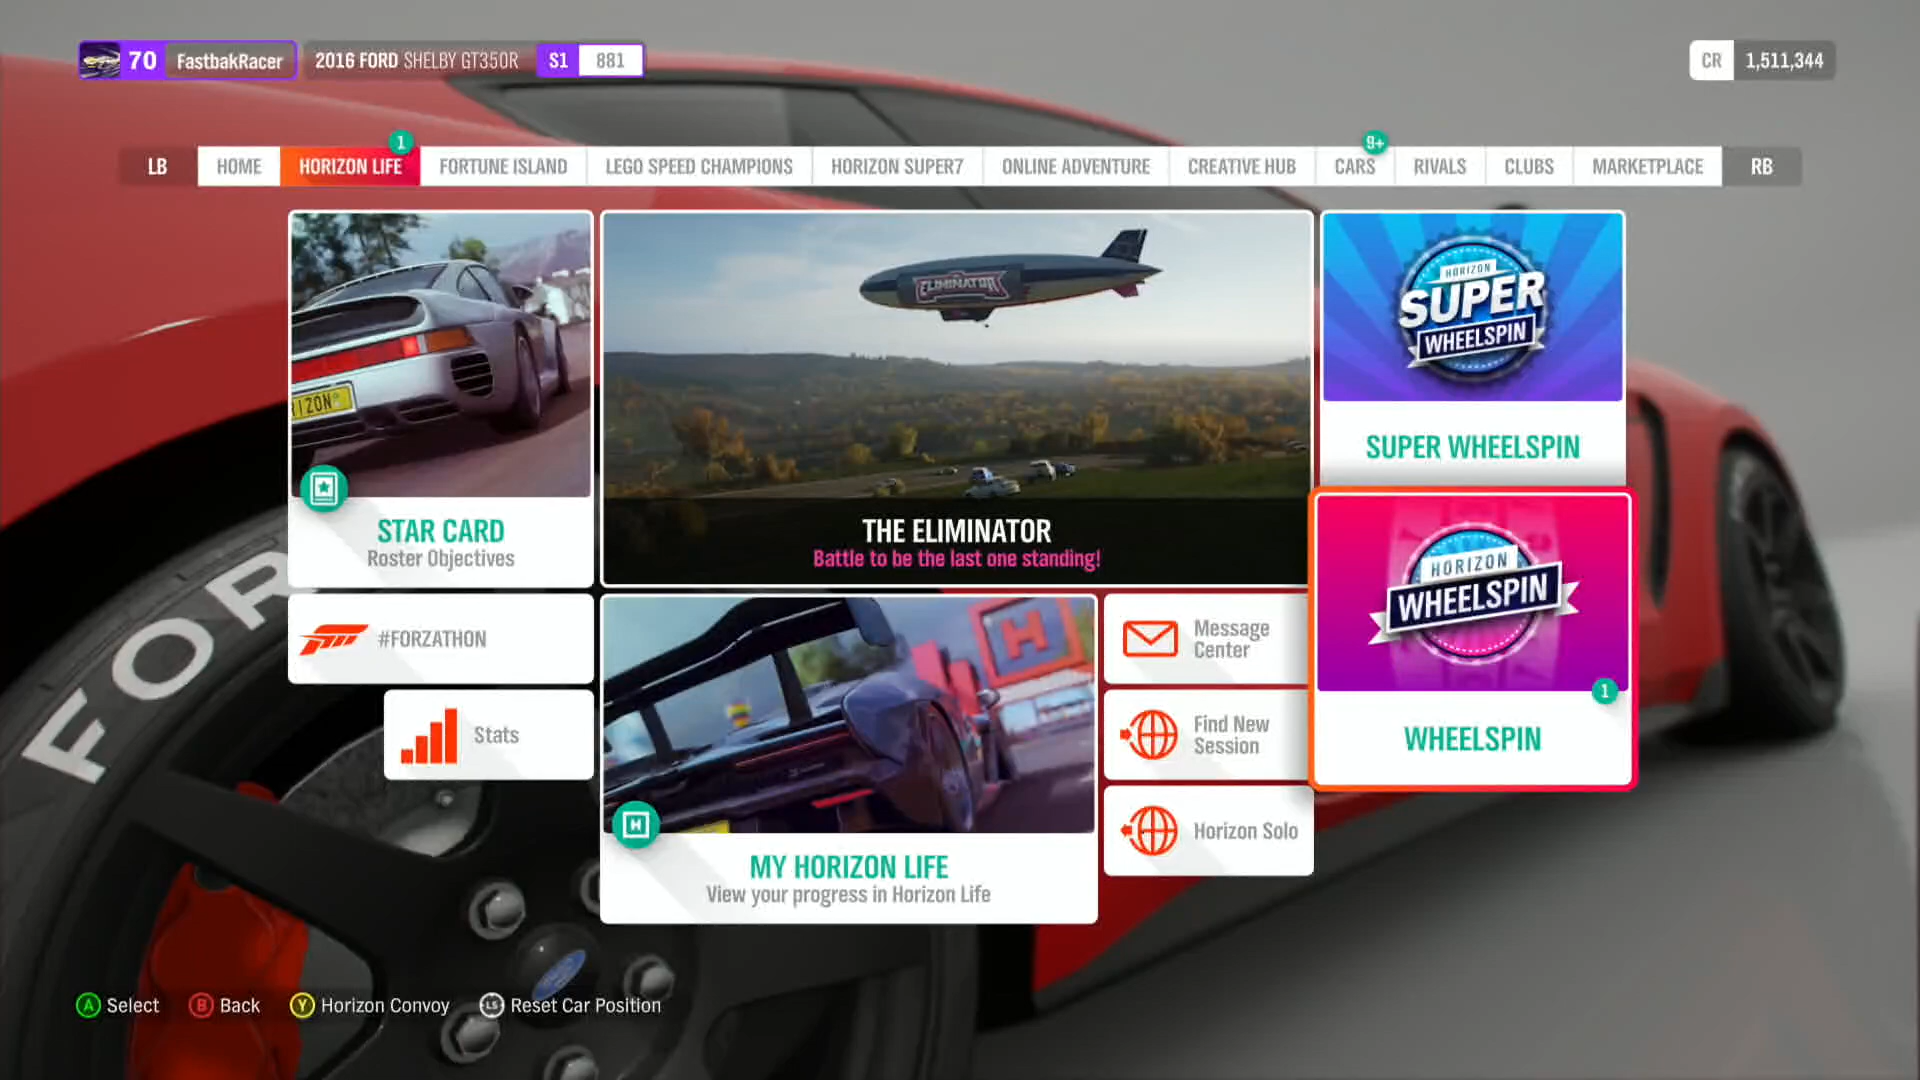 70 FastbakRacer 2016 FORD SHELBY GT350R S1 881
CR 1,511,344
1
9+
LB HOME HORIZON LIFE FORTUNE ISLAND LEGO SPEED CHAMPIONS HORIZON SUPER7 ONLINE ADVENTURE CREATIVE HUB CARS RIVALS CLUBS MARKETPLACE RB
RIZON
STAR CARD
Roster Objectives
ELIMINATOR
THE ELIMINATOR
Battle to be the last one standing!
HORIZON
SUPER
WHEELSPIN
SUPER WHEELSPIN
#FORZATHON
Stats
H
H
MY HORIZON LIFE
View your progress in Horizon Life
Message
Center
Find New
Session
Horizon Solo
HORIZON
WHEELSPIN
1
WHEELSPIN
FOR
Ford
A Select B Back Y Horizon Convoy LS Reset Car Position